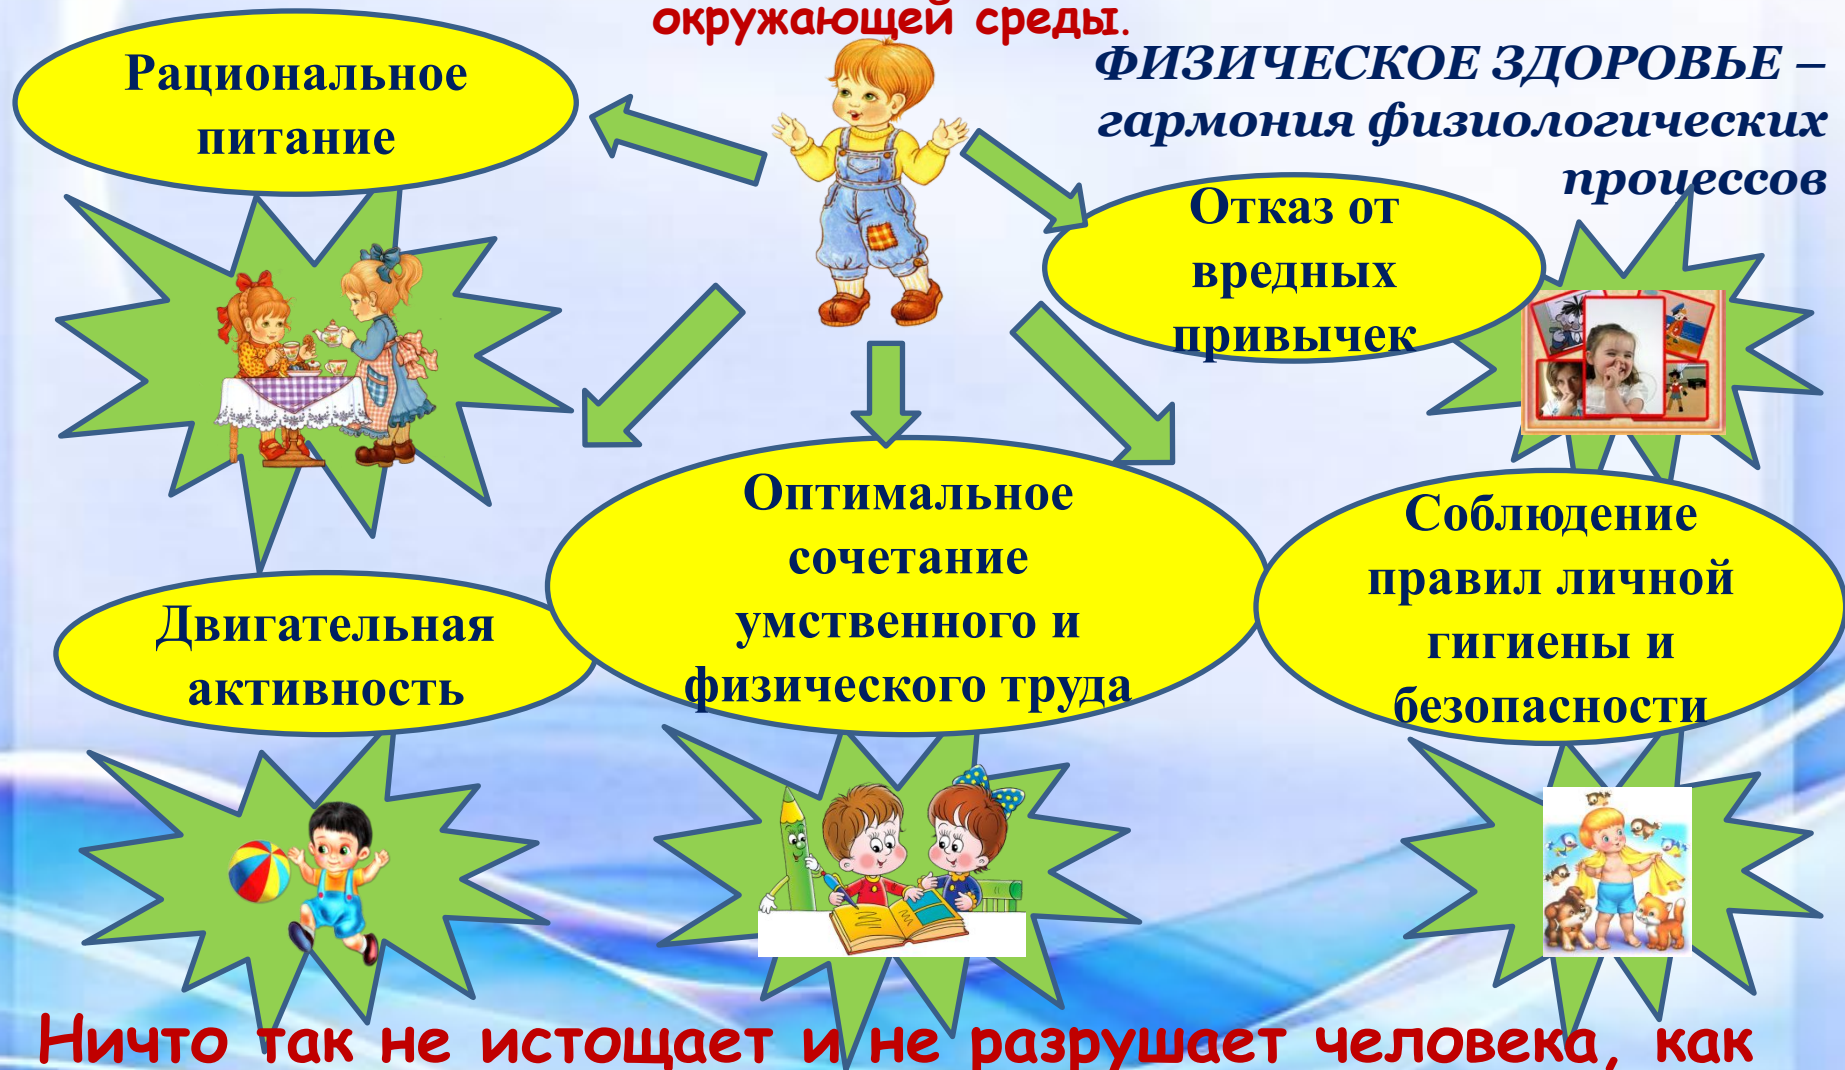 окружающей среды.
ФИЗИЧЕСКОЕ ЗДОРОВЬЕ –
гармония физиологических
процессов
Рациональное
питание
Отказ от
вредных
привычек
Двигательная
активность
Оптимальное
сочетание
умственного и
физического труда
Соблюдение
правил личной
гигиены и
безопасности
Ничто так не истощает и не разрушает человека, как